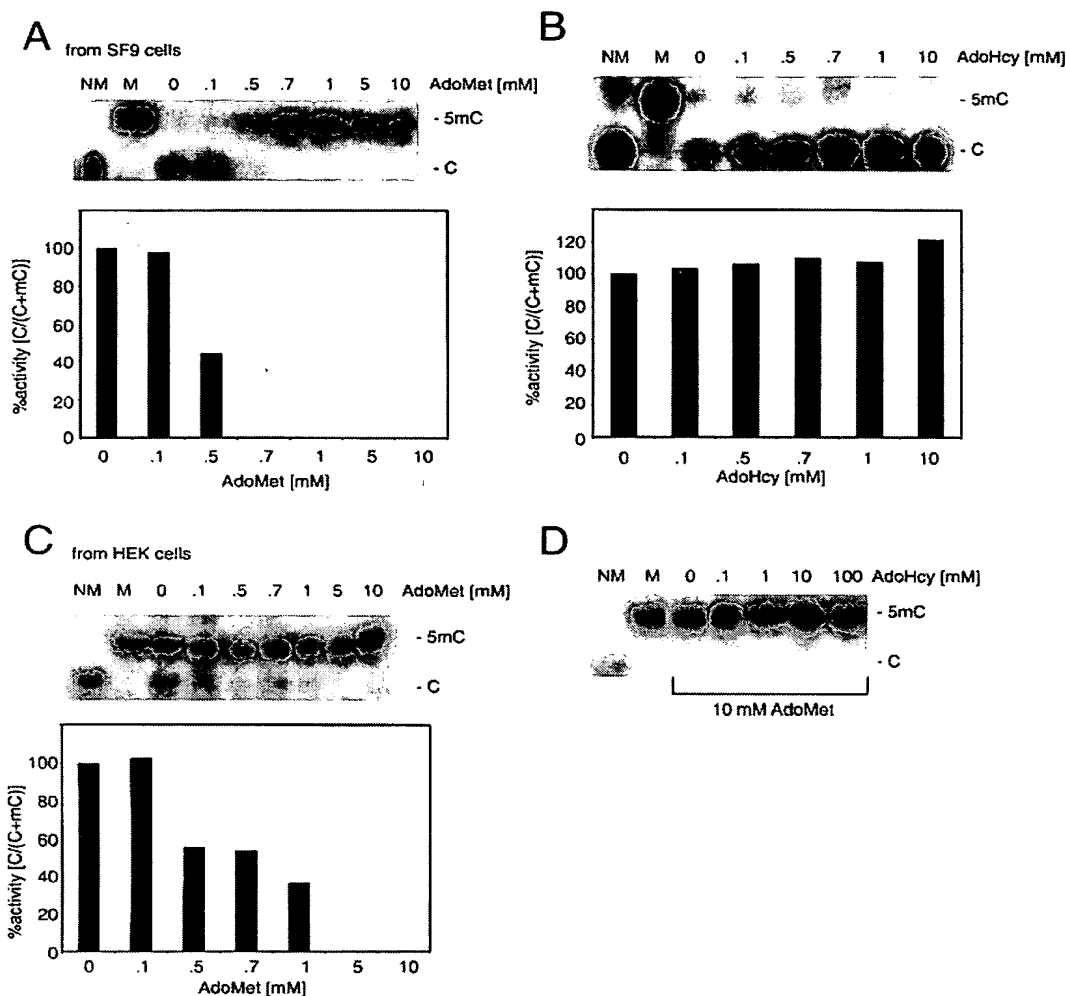 A
from SF9 cells
NM M 0 .1 .5 .7 1 5 10 AdoMet [mM]
- 5mC
- C
%activity [C/(C+mC)]
100
80
60
40
20
0
0 .1 .5 .7 1 5 10
AdoMet [mM]
B
NM M 0 .1 .5 .7 1 10 AdoHcy [mM]
- 5mC
- C
%activity [C/(C+mC)]
120
100
80
60
40
20
0
0 .1 .5 .7 1 10
AdoHcy [mM]
C
from HEK cells
NM M 0 .1 .5 .7 1 5 10 AdoMet [mM]
- 5mC
- C
%activity [C/(C+mC)]
100
80
60
40
20
0
0 .1 .5 .7 1 5 10
AdoMet [mM]
D
NM M 0 .1 1 10 100 AdoHcy [mM]
- 5mC
- C
10 mM AdoMet